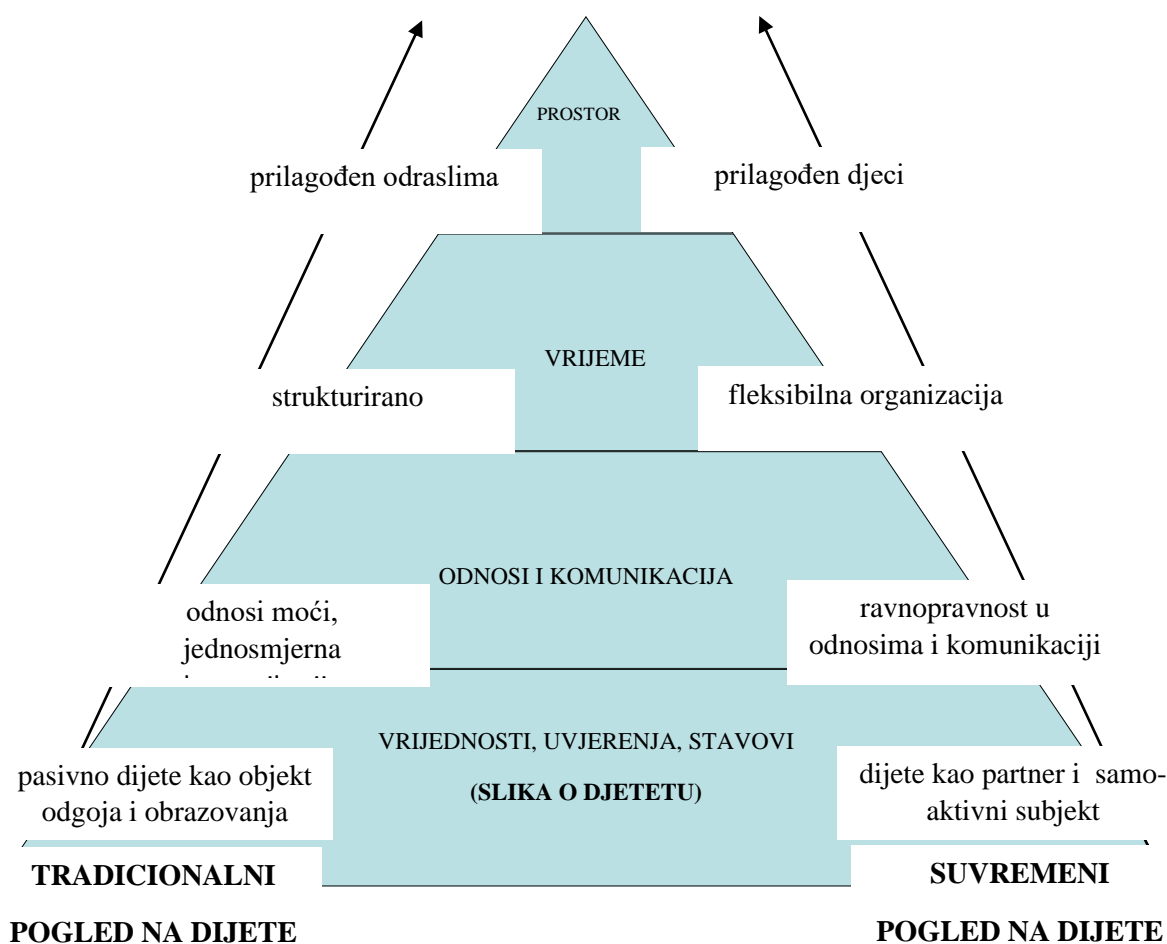 PROSTOR
prilagođen odraslima
prilagođen djeci
VRIJEME
strukturirano
fleksibilna organizacija
ODNOSI I KOMUNIKACIJA
odnosi moći,
jednosmjerna
ravnopravnost u
odnosima i komunikaciji
VRIJEDNOSTI, UVJERENJA, STAVOVI
(SLIKA O DJETETU)
pasivno dijete kao objekt
odgoja i obrazovanja
dijete kao partner i samo-
aktivni subjekt
TRADICIONALNI
POGLED NA DIJETE
SUVREMENI
POGLED NA DIJETE